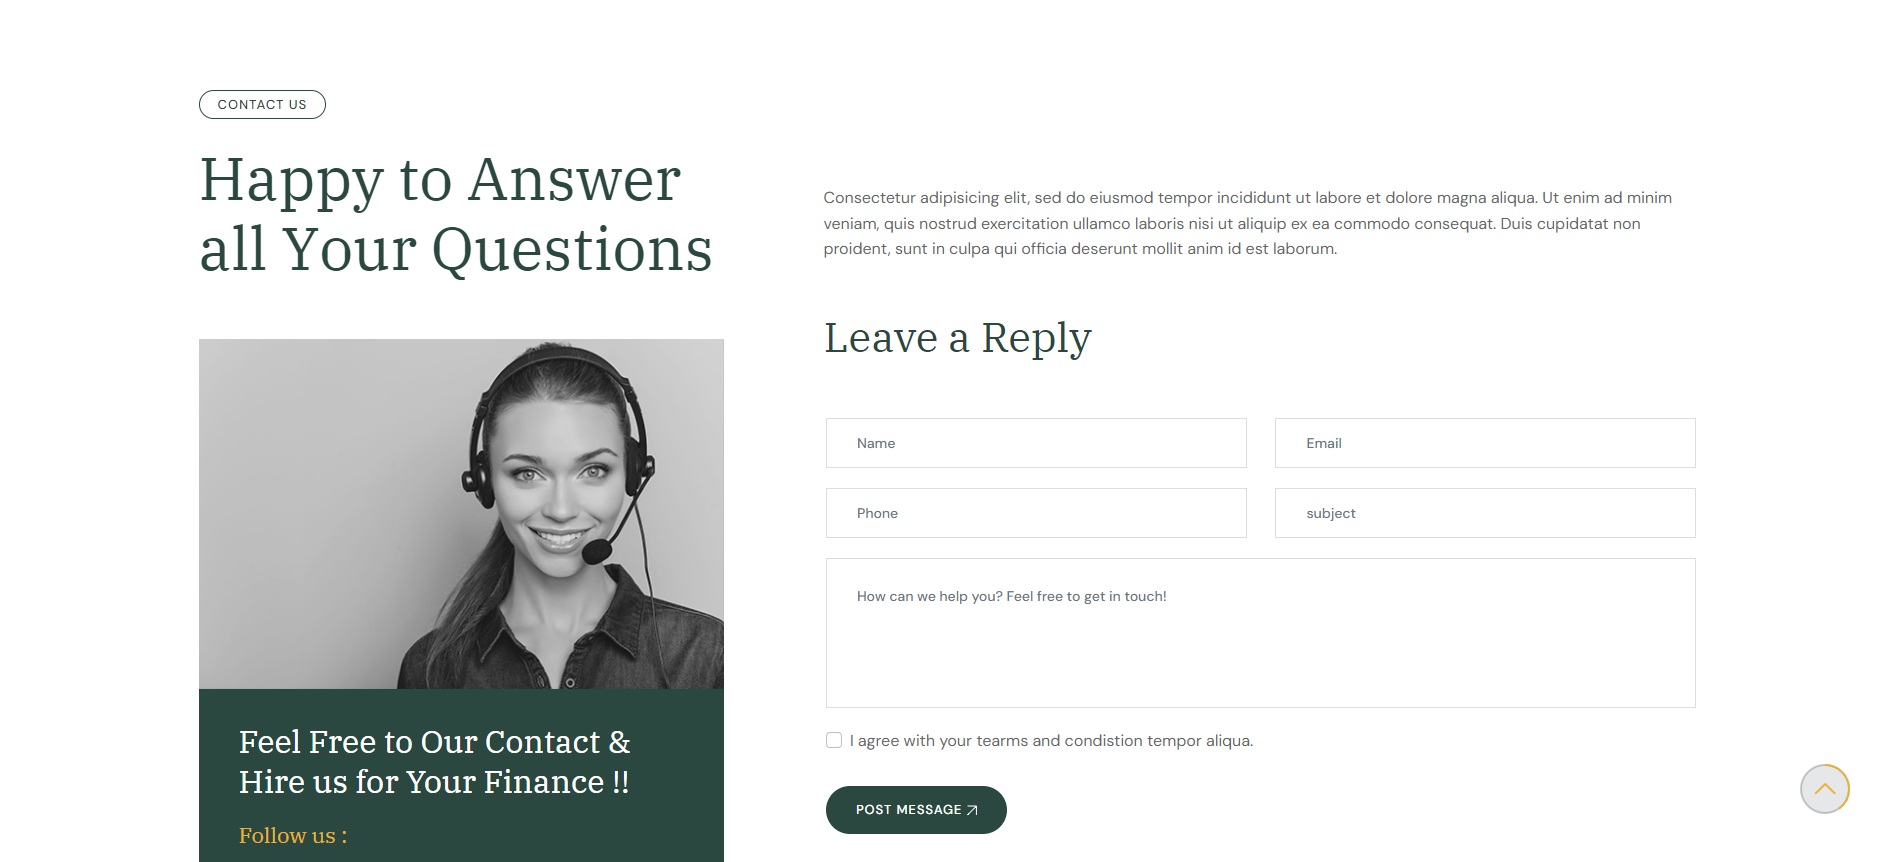 CONTACT US
Happy to Answer
all Your Questions
Consectetur adipisicing elit, sed do eiusmod tempor incididunt ut labore et dolore magna aliqua. Ut enim ad minim
veniam, quis nostrud exercitation ullamco laboris nisi ut aliquip ex ea commodo consequat. Duis cupidatat non
proident, sunt in culpa qui officia deserunt mollit anim id est laborum.
Leave a Reply
Name
Email
Phone
subject
How can we help you? Feel free to get in touch!
I agree with your tearms and condistion tempor aliqua.
POST MESSAGE
Feel Free to Our Contact &
Hire us for Your Finance !!
Follow us :